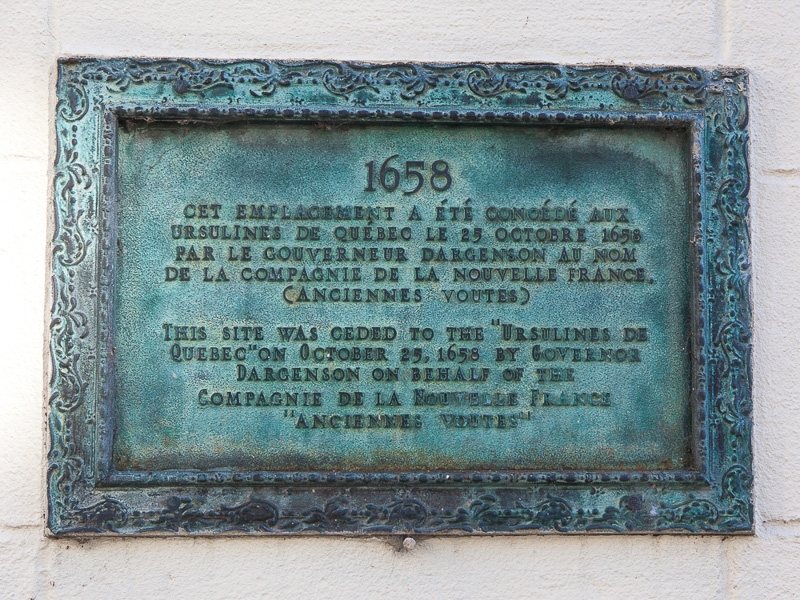 1658
CET EMPLACEMENT A ÉTÉ CONCÉDÉ AUX
URSULINES DE QUÉBEC LE 25 OCTOBRE 1658
PAR LE GOUVERNEUR DARGENSON AU NOM
DE LA COMPAGNIE DE LA NOUVELLE FRANCE.
(ANCIENNES VOUTES)
THIS SITE WAS CEDED TO THE "URSULINES DE
QUEBEC" ON OCTOBER 25, 1658 BY GOVERNOR
DARGENSON ON BEHALF OF THE
COMPAGNIE DE LA NOUVELLE FRANCE
"ANCIENNES VOUTES"